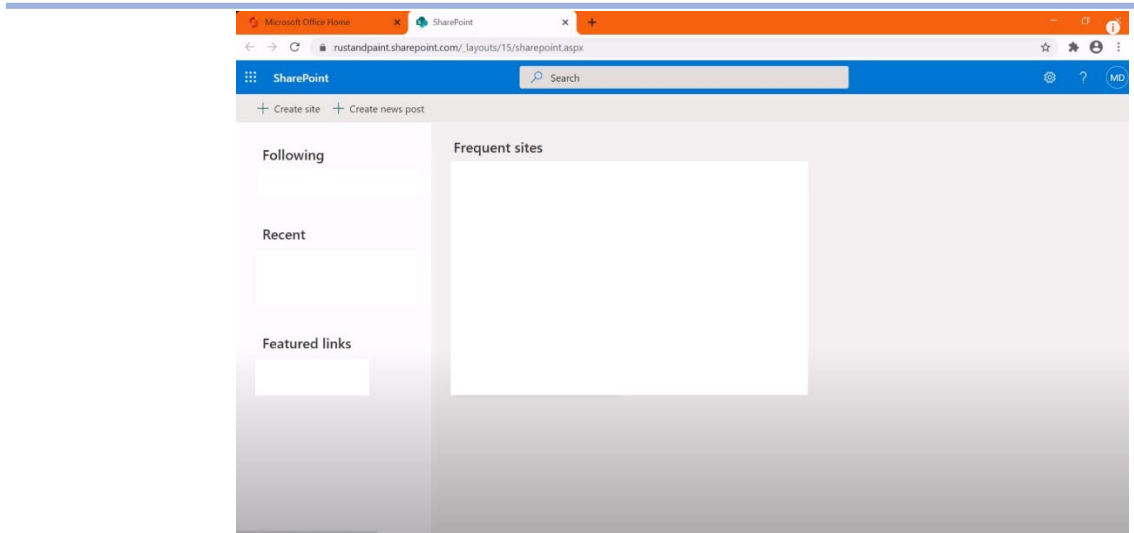 Microsoft Office Home
SharePoint
rustandpaint.sharepoint.com/_layouts/15/sharepoint.aspx
SharePoint
Search
?
MD
Create site
Create news post
Following
Frequent sites
Recent
Featured links